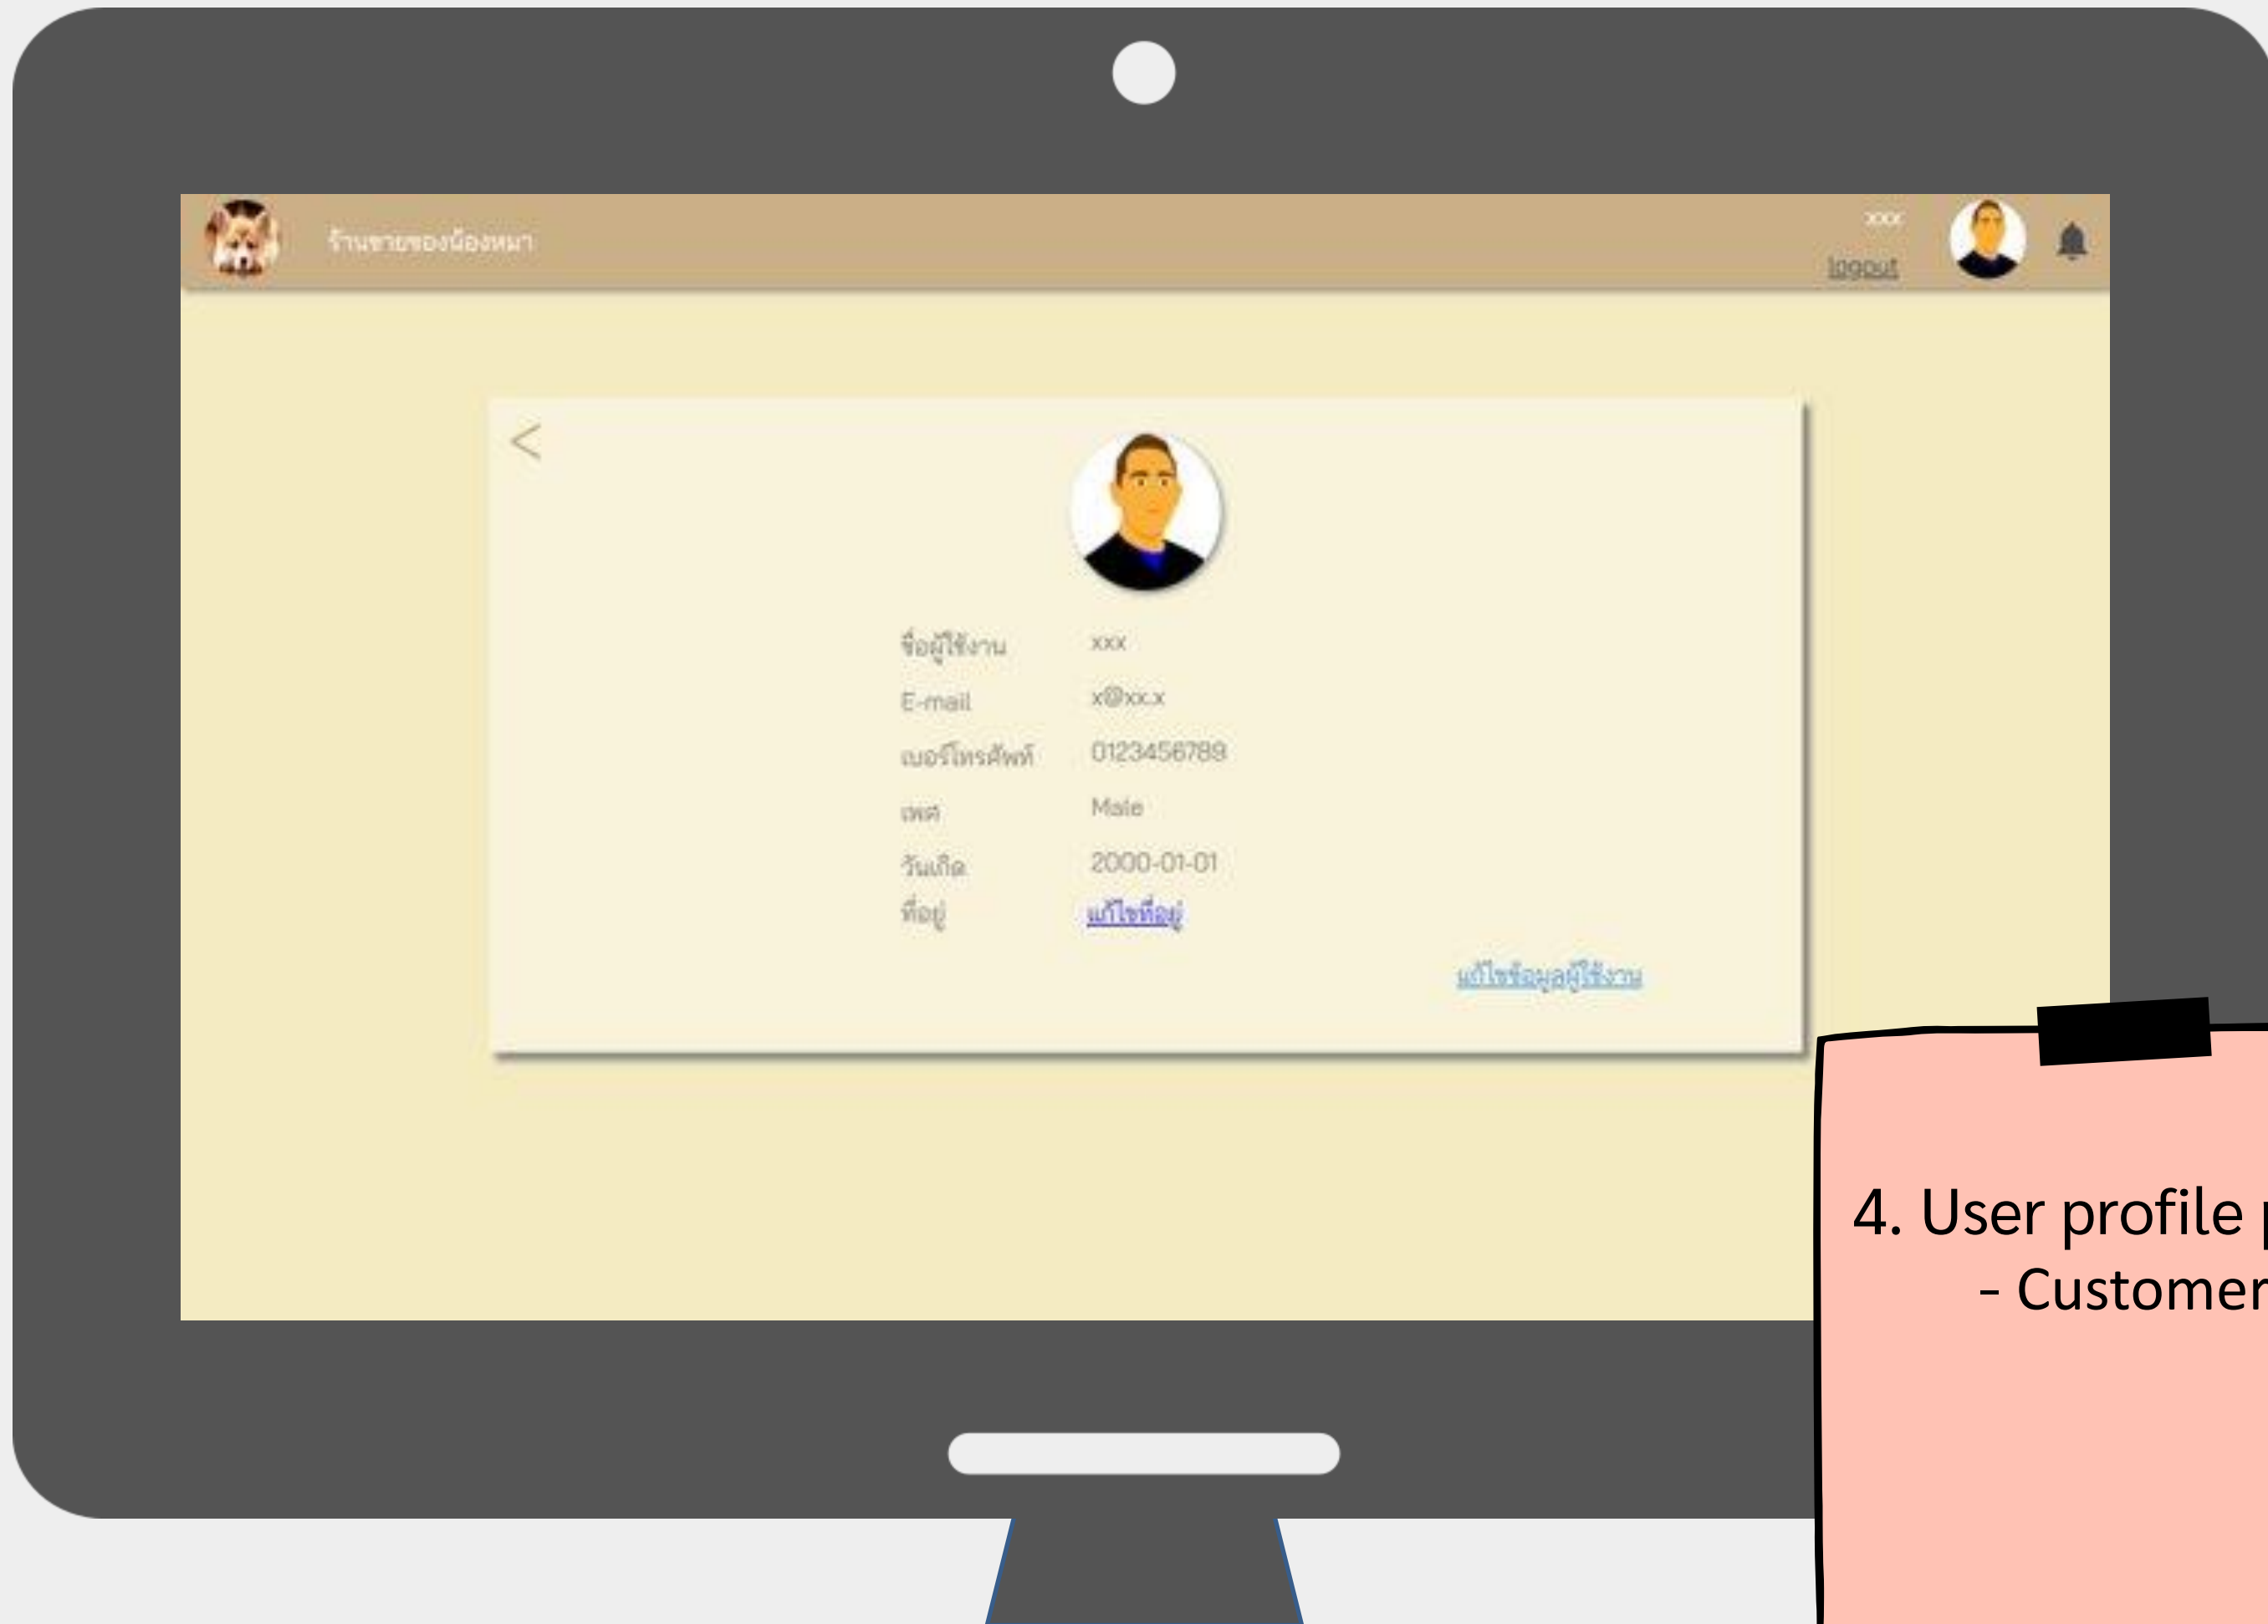 ร้านขายของน้องหมา
xxx
logout
<
ชื่อผู้ใช้งาน xxx
E-mail x@xx.x
เบอร์โทรศัพท์ 0123456789
เพศ Male
วันเกิด 2000-01-01
ที่อยู่ แก้ไขที่อยู่
แก้ไขข้อมูลผู้ใช้งาน
4. User profile
- Customer